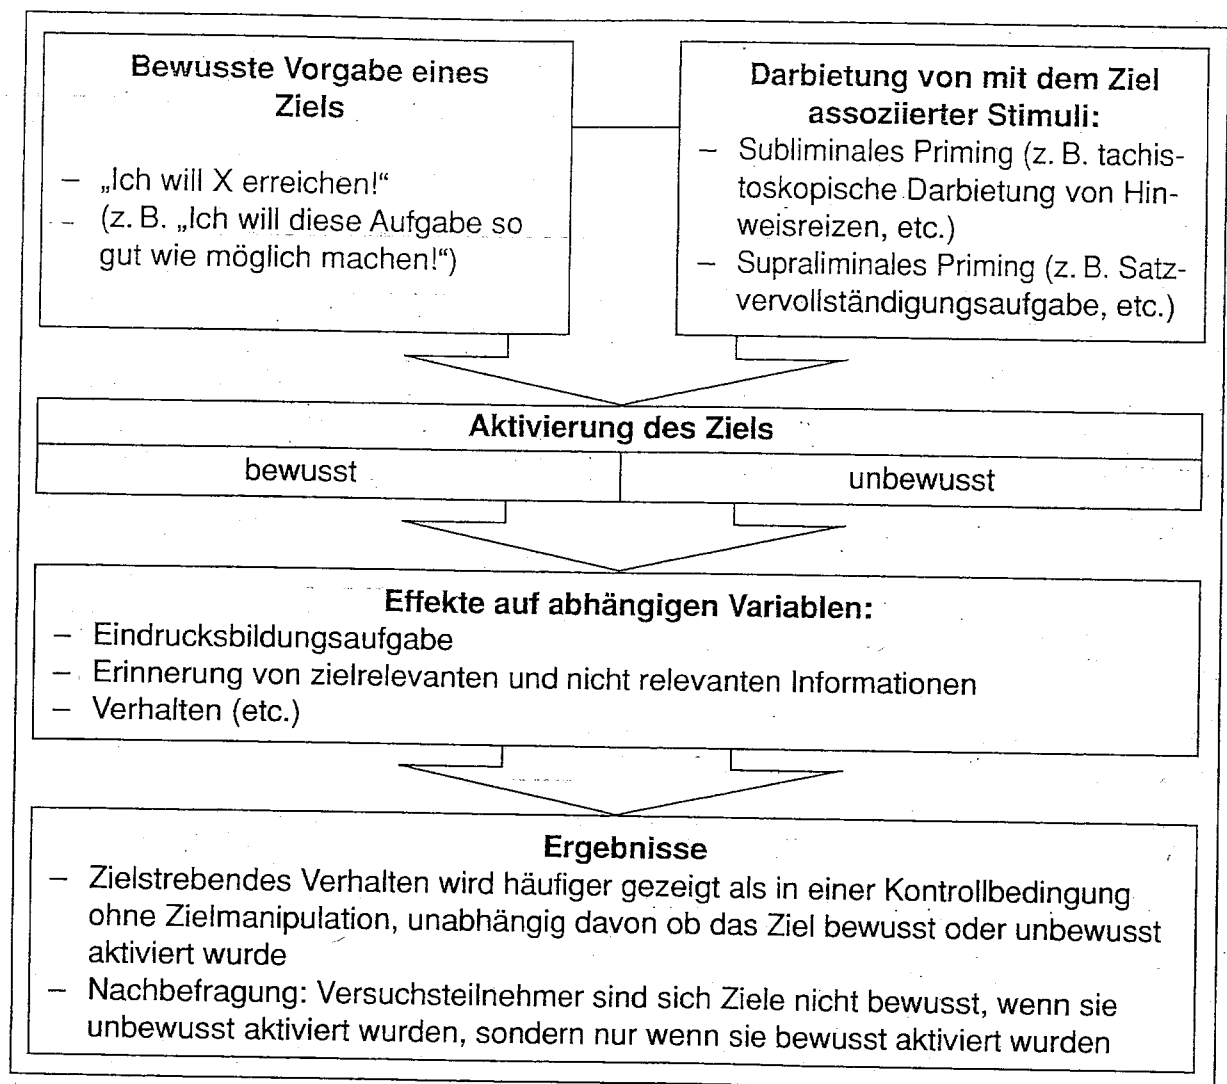 Bewusste Vorgabe eines
Ziels
– „Ich will X erreichen!“
– (z. B. „Ich will diese Aufgabe so
gut wie möglich machen!“)
Darbietung von mit dem Ziel
assoziierter Stimuli:
– Subliminales Priming (z. B. tachis-
toskopische Darbietung von Hin-
weisreizen, etc.)
– Supraliminales Priming (z. B. Satz-
vervollständigungsaufgabe, etc.)
Aktivierung des Ziels
bewusst
unbewusst
Effekte auf abhängigen Variablen:
– Eindrucksbildungsaufgabe
– Erinnerung von zielrelevanten und nicht relevanten Informationen
– Verhalten (etc.)
Ergebnisse
– Zielstrebendes Verhalten wird häufiger gezeigt als in einer Kontrollbedingung
ohne Zielmanipulation, unabhängig davon ob das Ziel bewusst oder unbewusst
aktiviert wurde
– Nachbefragung: Versuchsteilnehmer sind sich Ziele nicht bewusst, wenn sie
unbewusst aktiviert wurden, sondern nur wenn sie bewusst aktiviert wurden